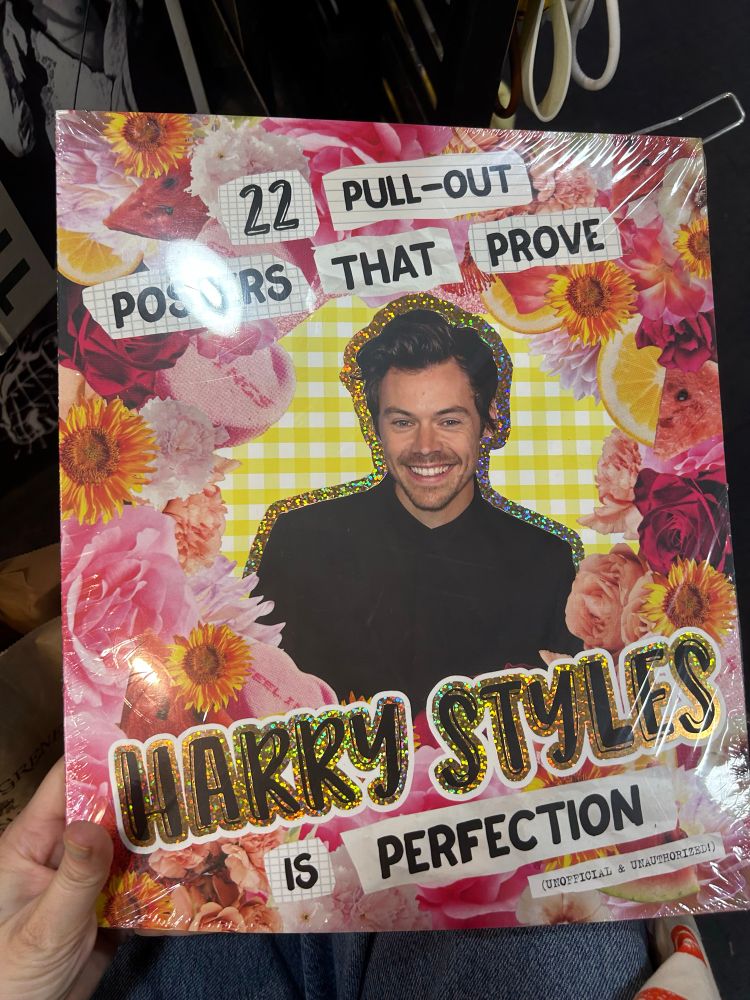 22 PULL-OUT
POSTERS THAT PROVE
HARRY STYLES
IS PERFECTION
(UNOFFICIAL & UNAUTHORIZED!)